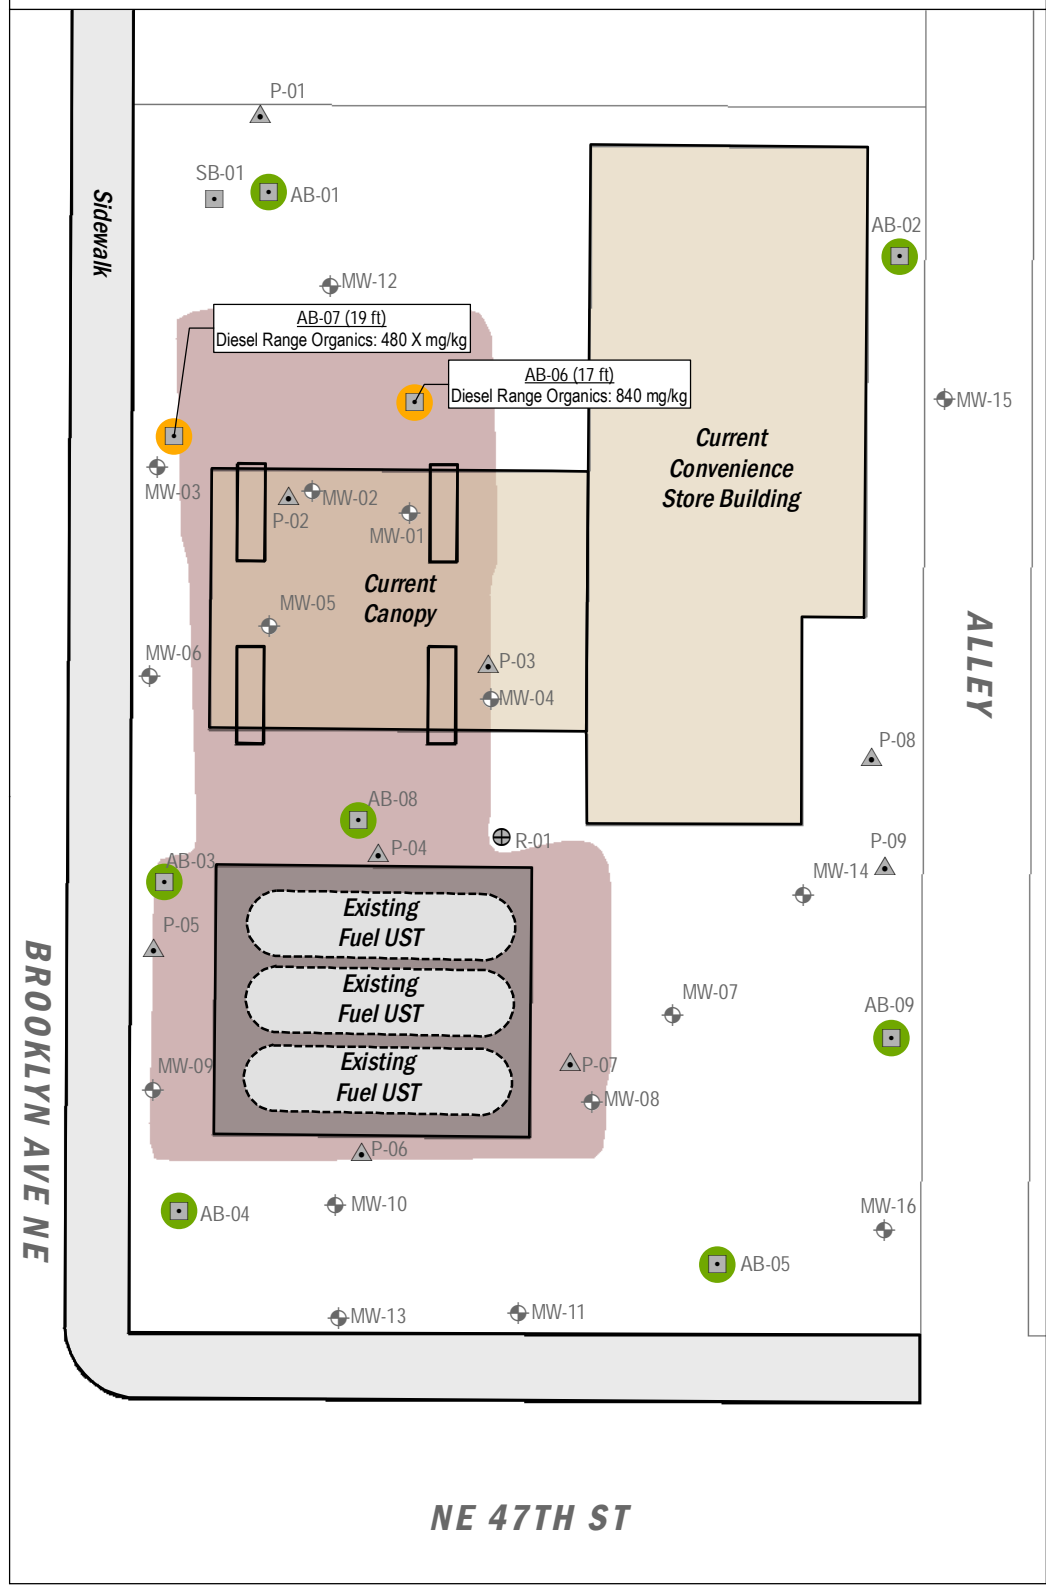 P-01
SB-01
AB-01
Sidewalk
AB-02
MW-12
AB-07 (19 ft)
Diesel Range Organics: 480 X mg/kg
AB-06 (17 ft)
Diesel Range Organics: 840 mg/kg
MW-15
Current
Convenience
Store Building
MW-03
MW-02
P-02
MW-01
Current
Canopy
MW-05
MW-06
P-03
MW-04
ALLEY
P-08
AB-08
R-01
P-04
P-09
AB-03
MW-14
Existing
Fuel UST
P-05
Existing
Fuel UST
MW-07
AB-09
Existing
Fuel UST
MW-09
P-07
MW-08
BROOKLYN AVE NE
P-06
MW-10
AB-04
MW-16
AB-05
MW-13
MW-11
NE 47TH ST